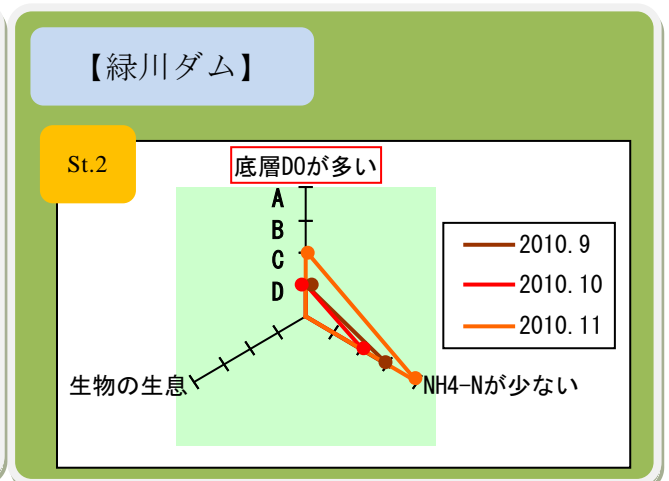 【緑川ダム】
St.2
底層DOが多い
A
B
C
D
2010.9
2010.10
2010.11
生物の生息
NH4-Nが少ない